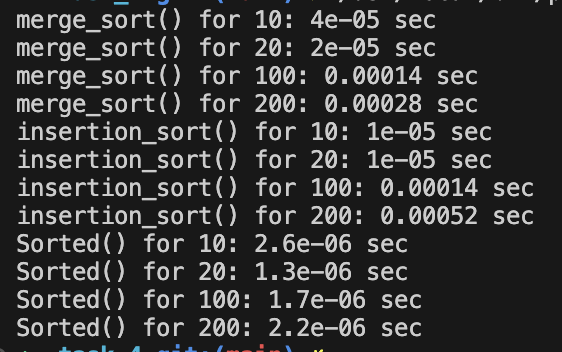 merge_sort() for 10: 4e-05 sec
merge_sort() for 20: 2e-05 sec
merge_sort() for 100: 0.00014 sec
merge_sort() for 200: 0.00028 sec
insertion_sort() for 10: 1e-05 sec
insertion_sort() for 20: 1e-05 sec
insertion_sort() for 100: 0.00014 sec
insertion_sort() for 200: 0.00052 sec
Sorted() for 10: 2.6e-06 sec
Sorted() for 20: 1.3e-06 sec
Sorted() for 100: 1.7e-06 sec
Sorted() for 200: 2.2e-06 sec